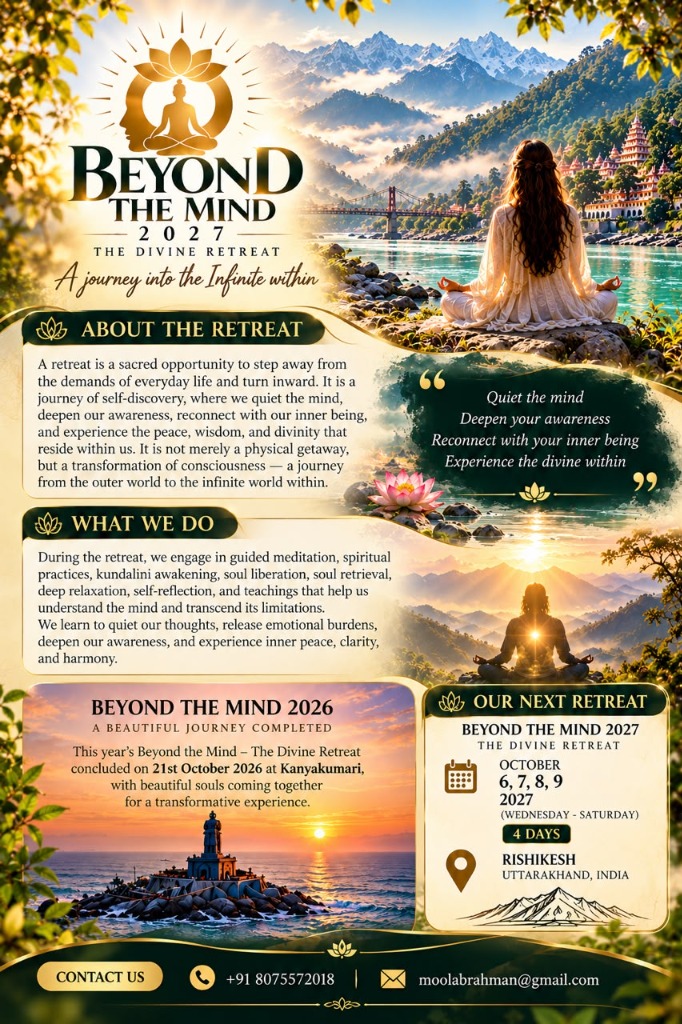 BEYOND
THE MIND
2027
THE DIVINE RETREAT
A journey into the Infinite within
ABOUT THE RETREAT
A retreat is a sacred opportunity to step away from
the demands of everyday life and turn inward. It is a
journey of self-discovery, where we quiet the mind,
deepen our awareness, reconnect with our inner being,
and experience the peace, wisdom, and divinity that
reside within us. It is not merely a physical getaway,
but a transformation of consciousness — a journey
from the outer world to the infinite world within.
“
Quiet the mind
Deepen your awareness
Reconnect with your inner being
Experience the divine within
”
WHAT WE DO
During the retreat, we engage in guided meditation, spiritual
practices, kundalini awakening, soul liberation, soul retrieval,
deep relaxation, self-reflection, and teachings that help us
understand the mind and transcend its limitations.
We learn to quiet our thoughts, release emotional burdens,
deepen our awareness, and experience inner peace, clarity,
and harmony.
BEYOND THE MIND 2026
A BEAUTIFUL JOURNEY COMPLETED
This year's Beyond the Mind – The Divine Retreat
concluded on 21st October 2026 at Kanyakumari,
with beautiful souls coming together
for a transformative experience.
OUR NEXT RETREAT
BEYOND THE MIND 2027
THE DIVINE RETREAT
OCTOBER
6, 7, 8, 9
2027
(WEDNESDAY - SATURDAY)
4 DAYS
RISHIKESH
UTTARAKHAND, INDIA
CONTACT US
+91 8075572018
moolabrahman@gmail.com